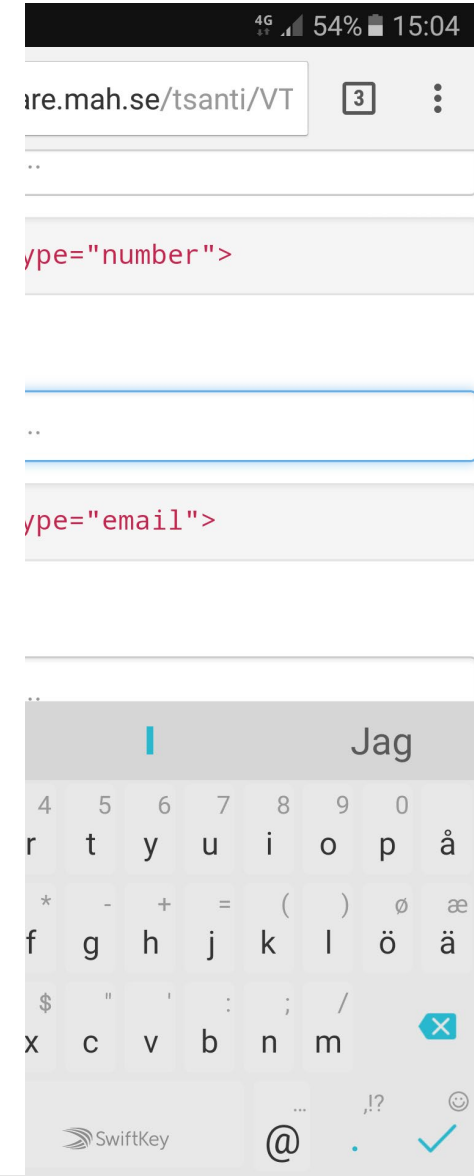 4G 54% 15:04
are.mah.se/tsanti/VT 3
..
ype="number">
..
ype="email">
..
I Jag
4 5 6 7 8 9 0
r t y u i o p å
* - + = ( ) ø æ
f g h j k l ö ä
$ " ' : ; /
x c v b n m
... ,!?
SwiftKey @ .